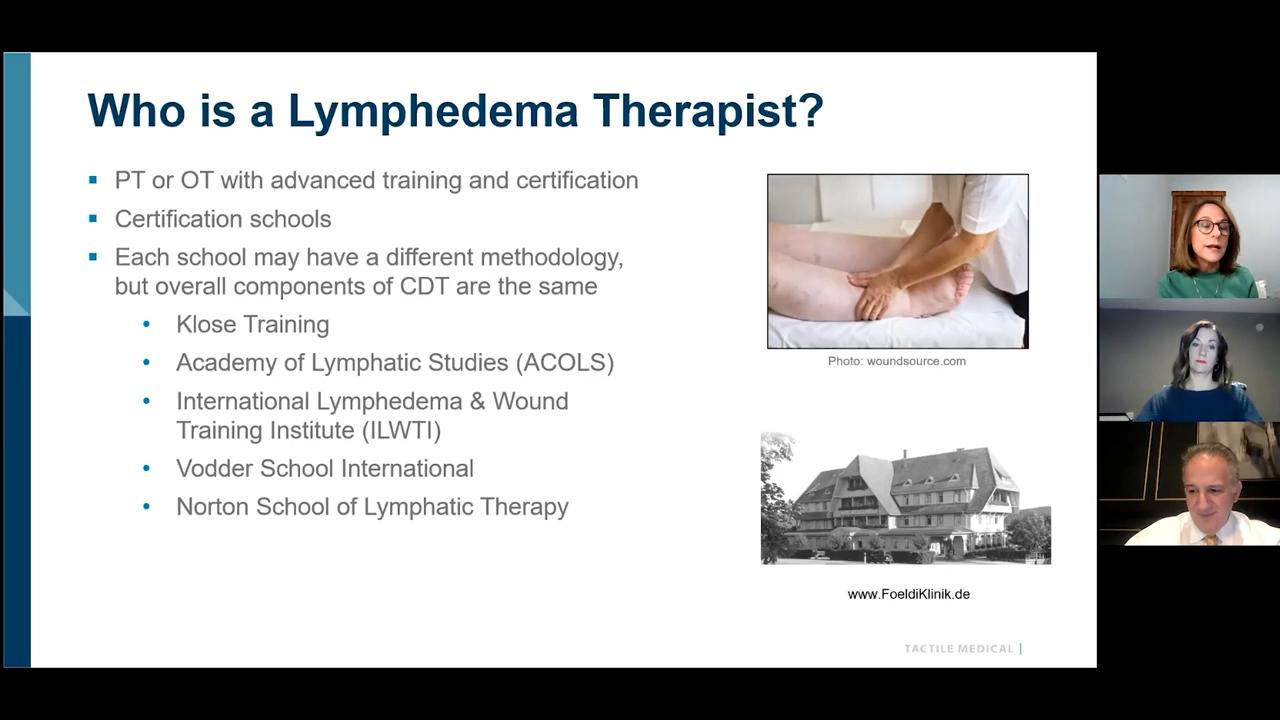 Who is a Lymphedema Therapist?
PT or OT with advanced training and certification
Certification schools
Each school may have a different methodology,
but overall components of CDT are the same
Klose Training
Academy of Lymphatic Studies (ACOLS)
International Lymphedema & Wound
Training Institute (ILWTI)
Vodder School International
Norton School of Lymphatic Therapy
Photo: woundsource.com
www.FoeldiKlinik.de
TACTILE MEDICAL |